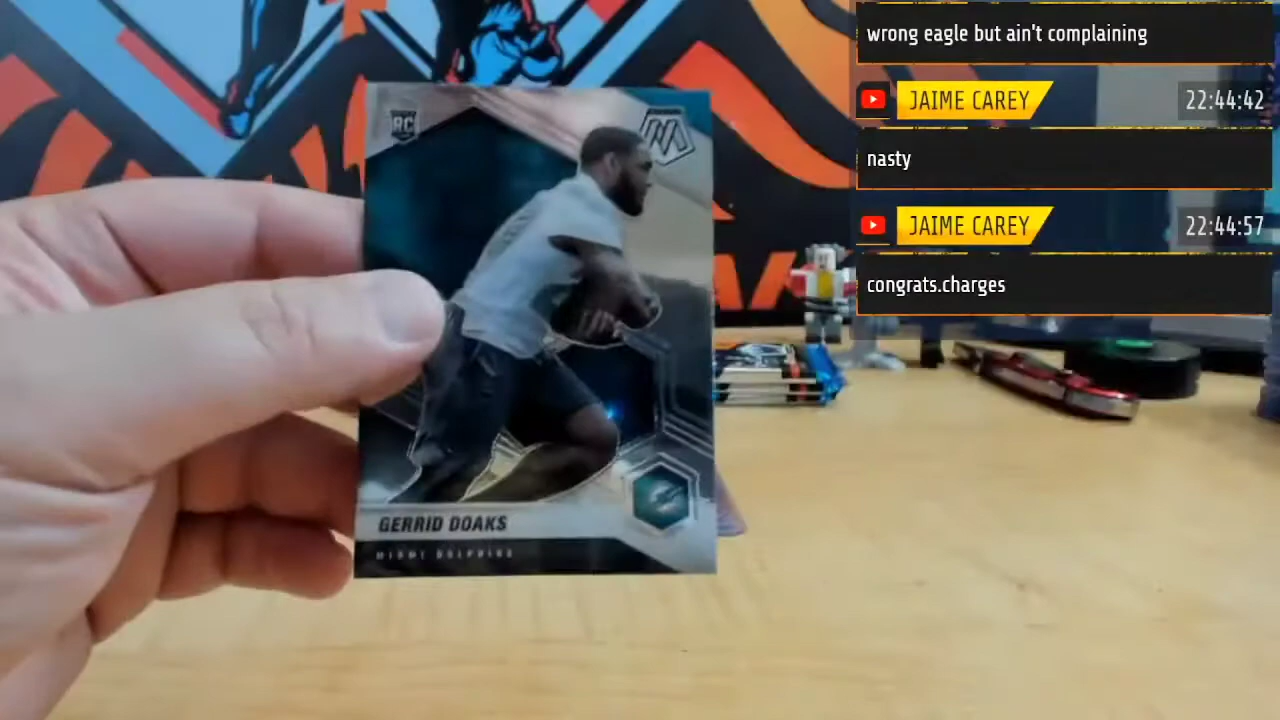 wrong eagle but ain't complaining
JAIME CAREY
22:44:42
nasty
JAIME CAREY
22:44:57
congrats.charges
RC
GERRID DOAKS
MIAMI DOLPHINS